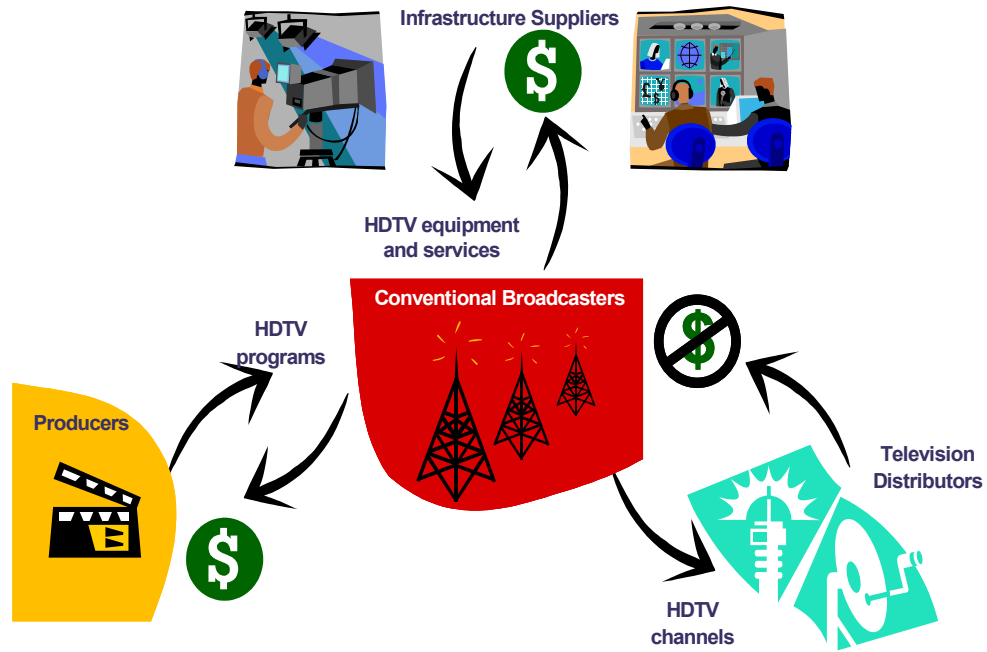 Infrastructure Suppliers
$
HDTV equipment
and services
Conventional Broadcasters
$
HDTV
programs
Producers
$
Television
Distributors
HDTV
channels